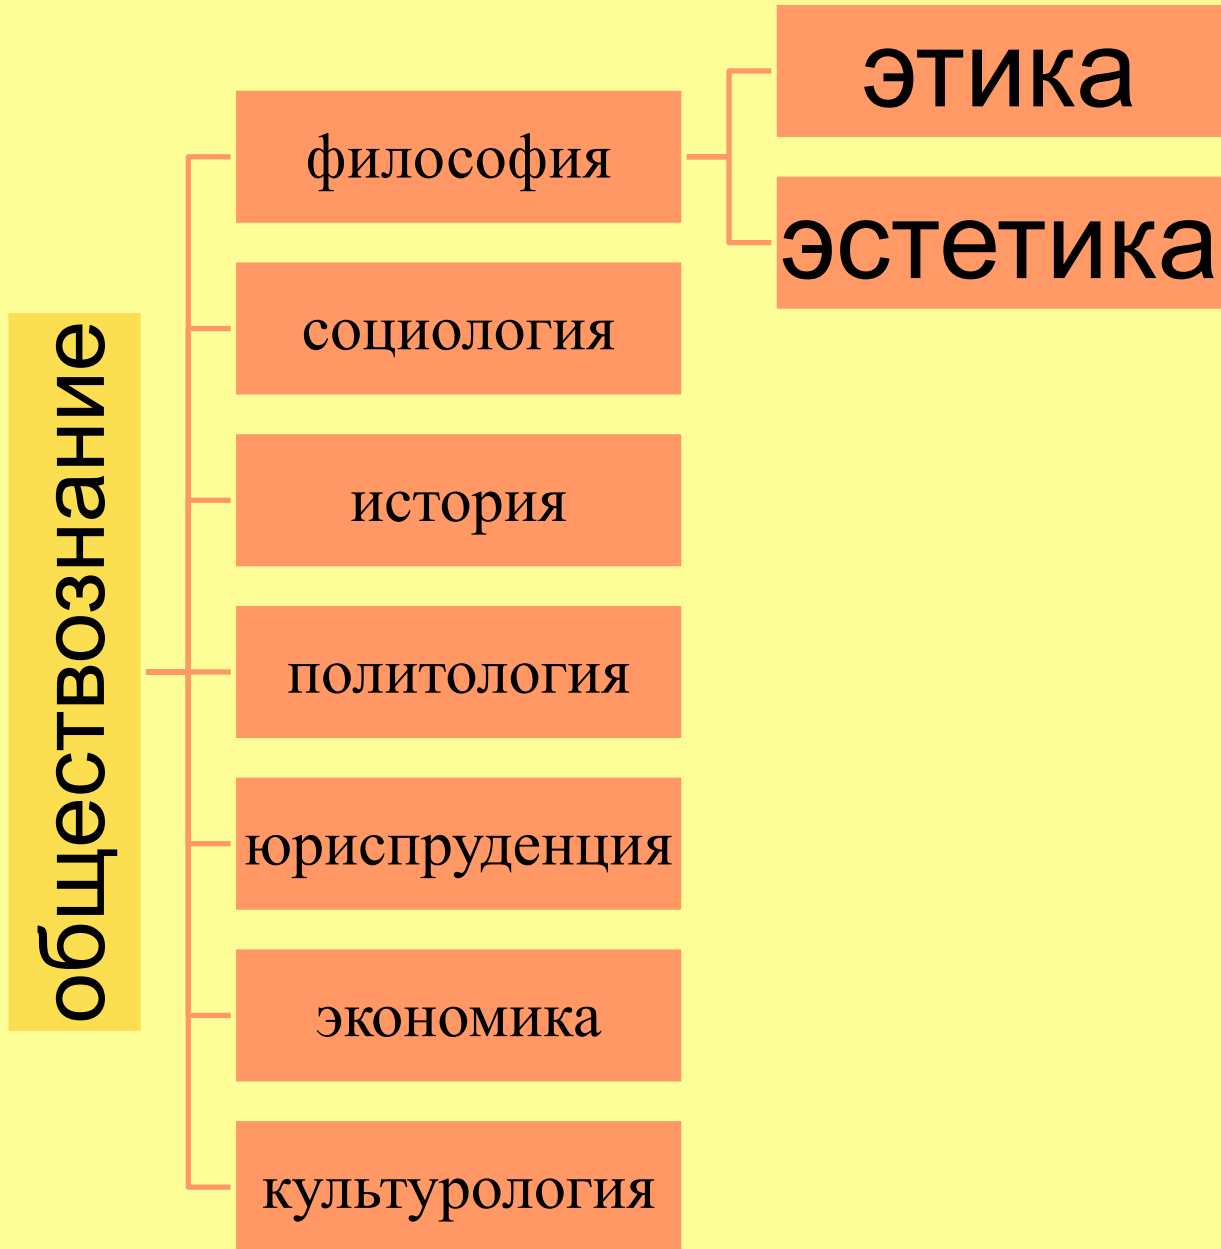 обществознание
философия
этика
эстетика
социология
история
политология
юриспруденция
экономика
культурология